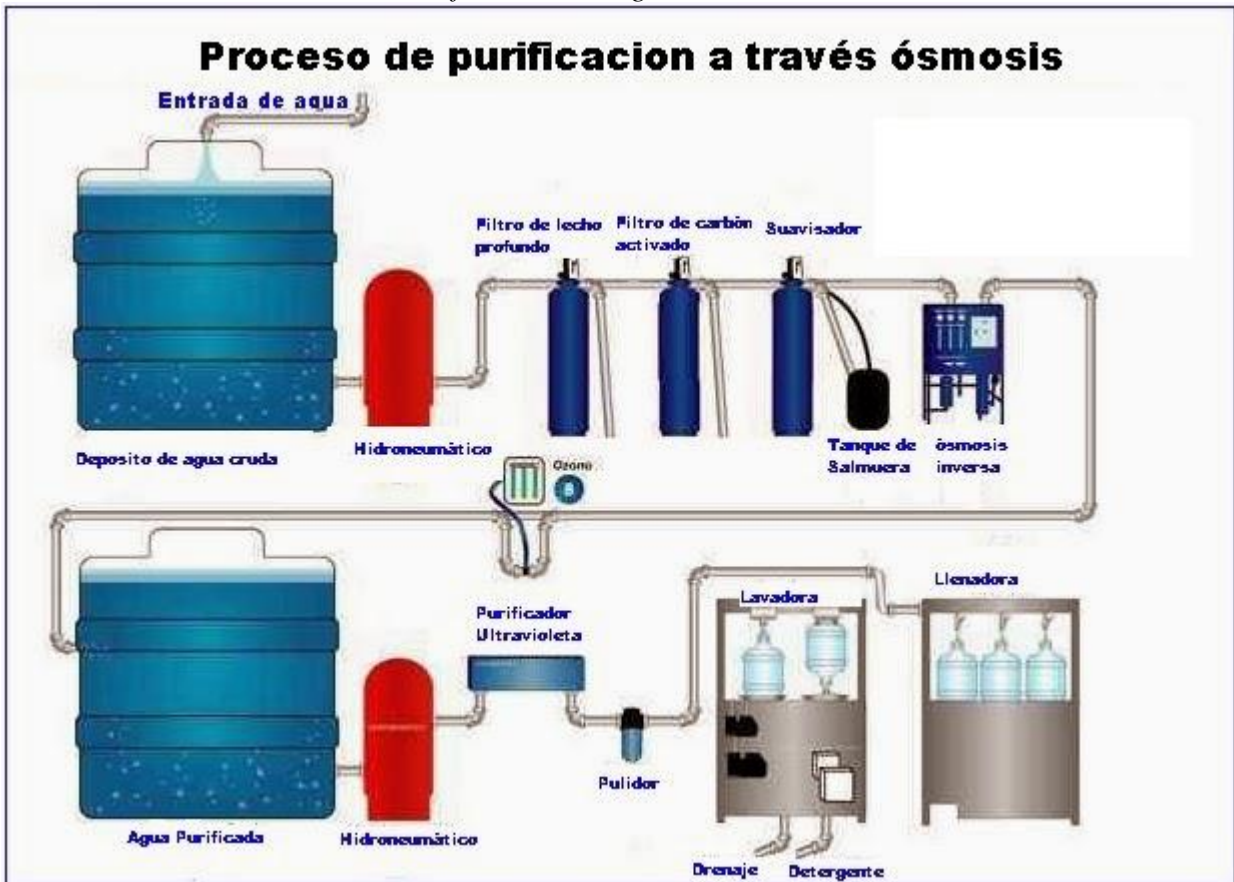 Proceso de purificacion a través ósmosis
Entrada de agua
Filtro de lecho
profundo
Filtro de carbón
activado
Suavisador
Deposito de agua cruda
Hidroneumático
Tanque de
Salmuera
òsmosis
inversa
Ozono
Purificador
Ultravioleta
Lavadora
Llenadora
Pulidor
Agua Purificada
Hidroneumático
Drenaje
Detergente